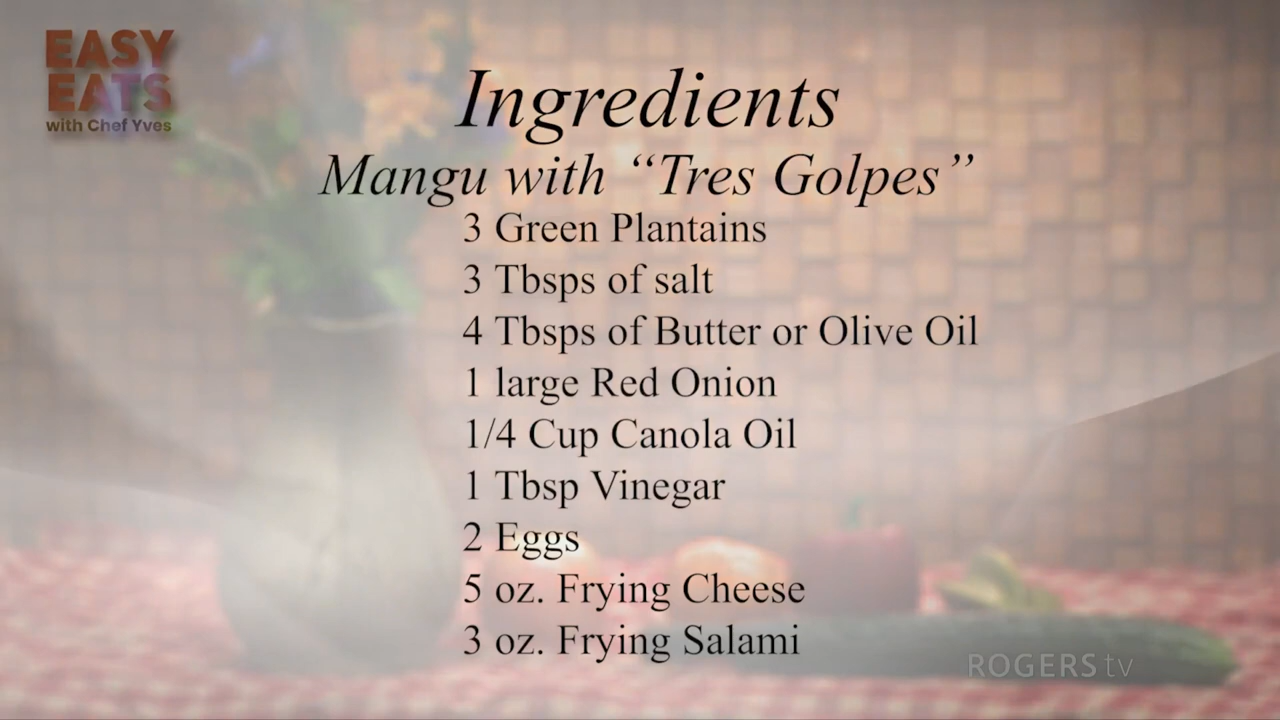 EASY
EATS
with Chef Yves
Ingredients
Mangu with “Tres Golpes”
3 Green Plantains
3 Tbsps of salt
4 Tbsps of Butter or Olive Oil
1 large Red Onion
1/4 Cup Canola Oil
1 Tbsp Vinegar
2 Eggs
5 oz. Frying Cheese
3 oz. Frying Salami
ROGERS tv